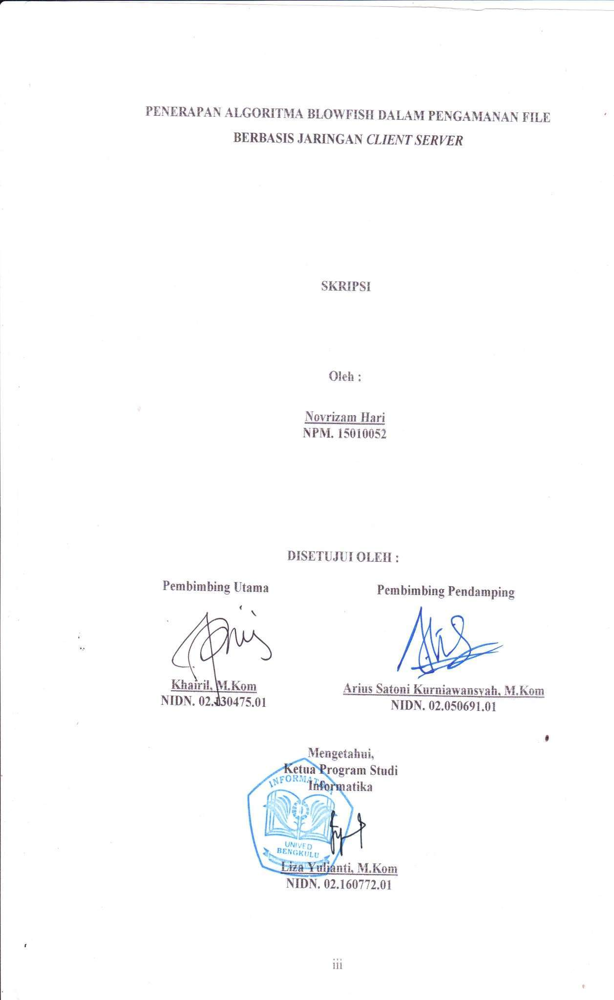 PENERAPAN ALGORITMA BLOWFISH DALAM PENGAMANAN FILE
BERBASIS JARINGAN CLIENT SERVER
SKRIPSI
Oleh :
Novrizam Hari
NPM. 15010052
DISETUJUI OLEH :
Pembimbing Utama
Pembimbing Pendamping
Khairil, M.Kom
NIDN. 02.130475.01
Arius Satoni Kurniawansyah, M.Kom
NIDN. 02.050691.01
Mengetahui,
Ketua Program Studi
Informatika
INFORMATIKA
UNIVED
BENGKULU
Liza Yulianti, M.Kom
NIDN. 02.160772.01
iii